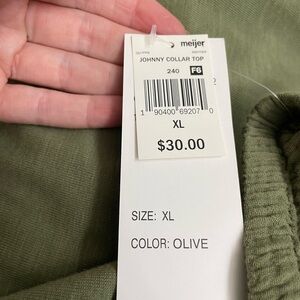 meijer
JOHNNY COLLAR TOP
240 F6
1 90400 69207 0
XL
$30.00
SIZE: XL
COLOR: OLIVE